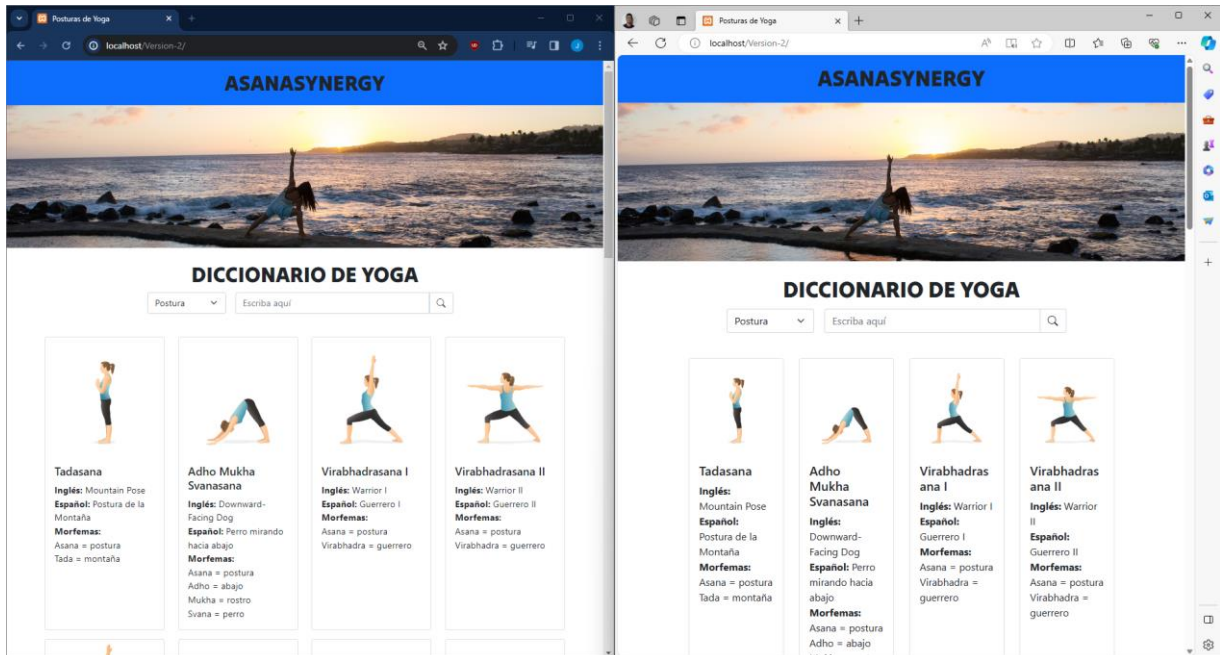 Posturas de Yoga
localhost/Version-2/
ASANASYNERGY
DICCIONARIO DE YOGA
Postura
Escriba aquí
Tadasana
Inglés: Mountain Pose
Español: Postura de la
Montaña
Morfemas:
Asana = postura
Tada = montaña
Adho Mukha
Svanasana
Inglés: Downward-
Facing Dog
Español: Perro mirando
hacia abajo
Morfemas:
Asana = postura
Adho = abajo
Mukha = rostro
Svana = perro
Virabhadrasana I
Inglés: Warrior I
Español: Guerrero I
Morfemas:
Asana = postura
Virabhadra = guerrero
Virabhadrasana II
Inglés: Warrior II
Español: Guerrero II
Morfemas:
Asana = postura
Virabhadra = guerrero
Posturas de Yoga
localhost/Version-2/
ASANASYNERGY
DICCIONARIO DE YOGA
Postura
Escriba aquí
Tadasana
Inglés:
Mountain Pose
Español:
Postura de la
Montaña
Morfemas:
Asana = postura
Tada = montaña
Adho
Mukha
Svanasana
Inglés:
Downward-
Facing Dog
Español: Perro
mirando hacia
abajo
Morfemas:
Asana = postura
Adho = abajo
Virabhadras
ana I
Inglés: Warrior I
Español:
Guerrero I
Morfemas:
Asana = postura
Virabhadra =
guerrero
Virabhadras
ana II
Inglés: Warrior
II
Español:
Guerrero II
Morfemas:
Asana = postura
Virabhadra =
guerrero